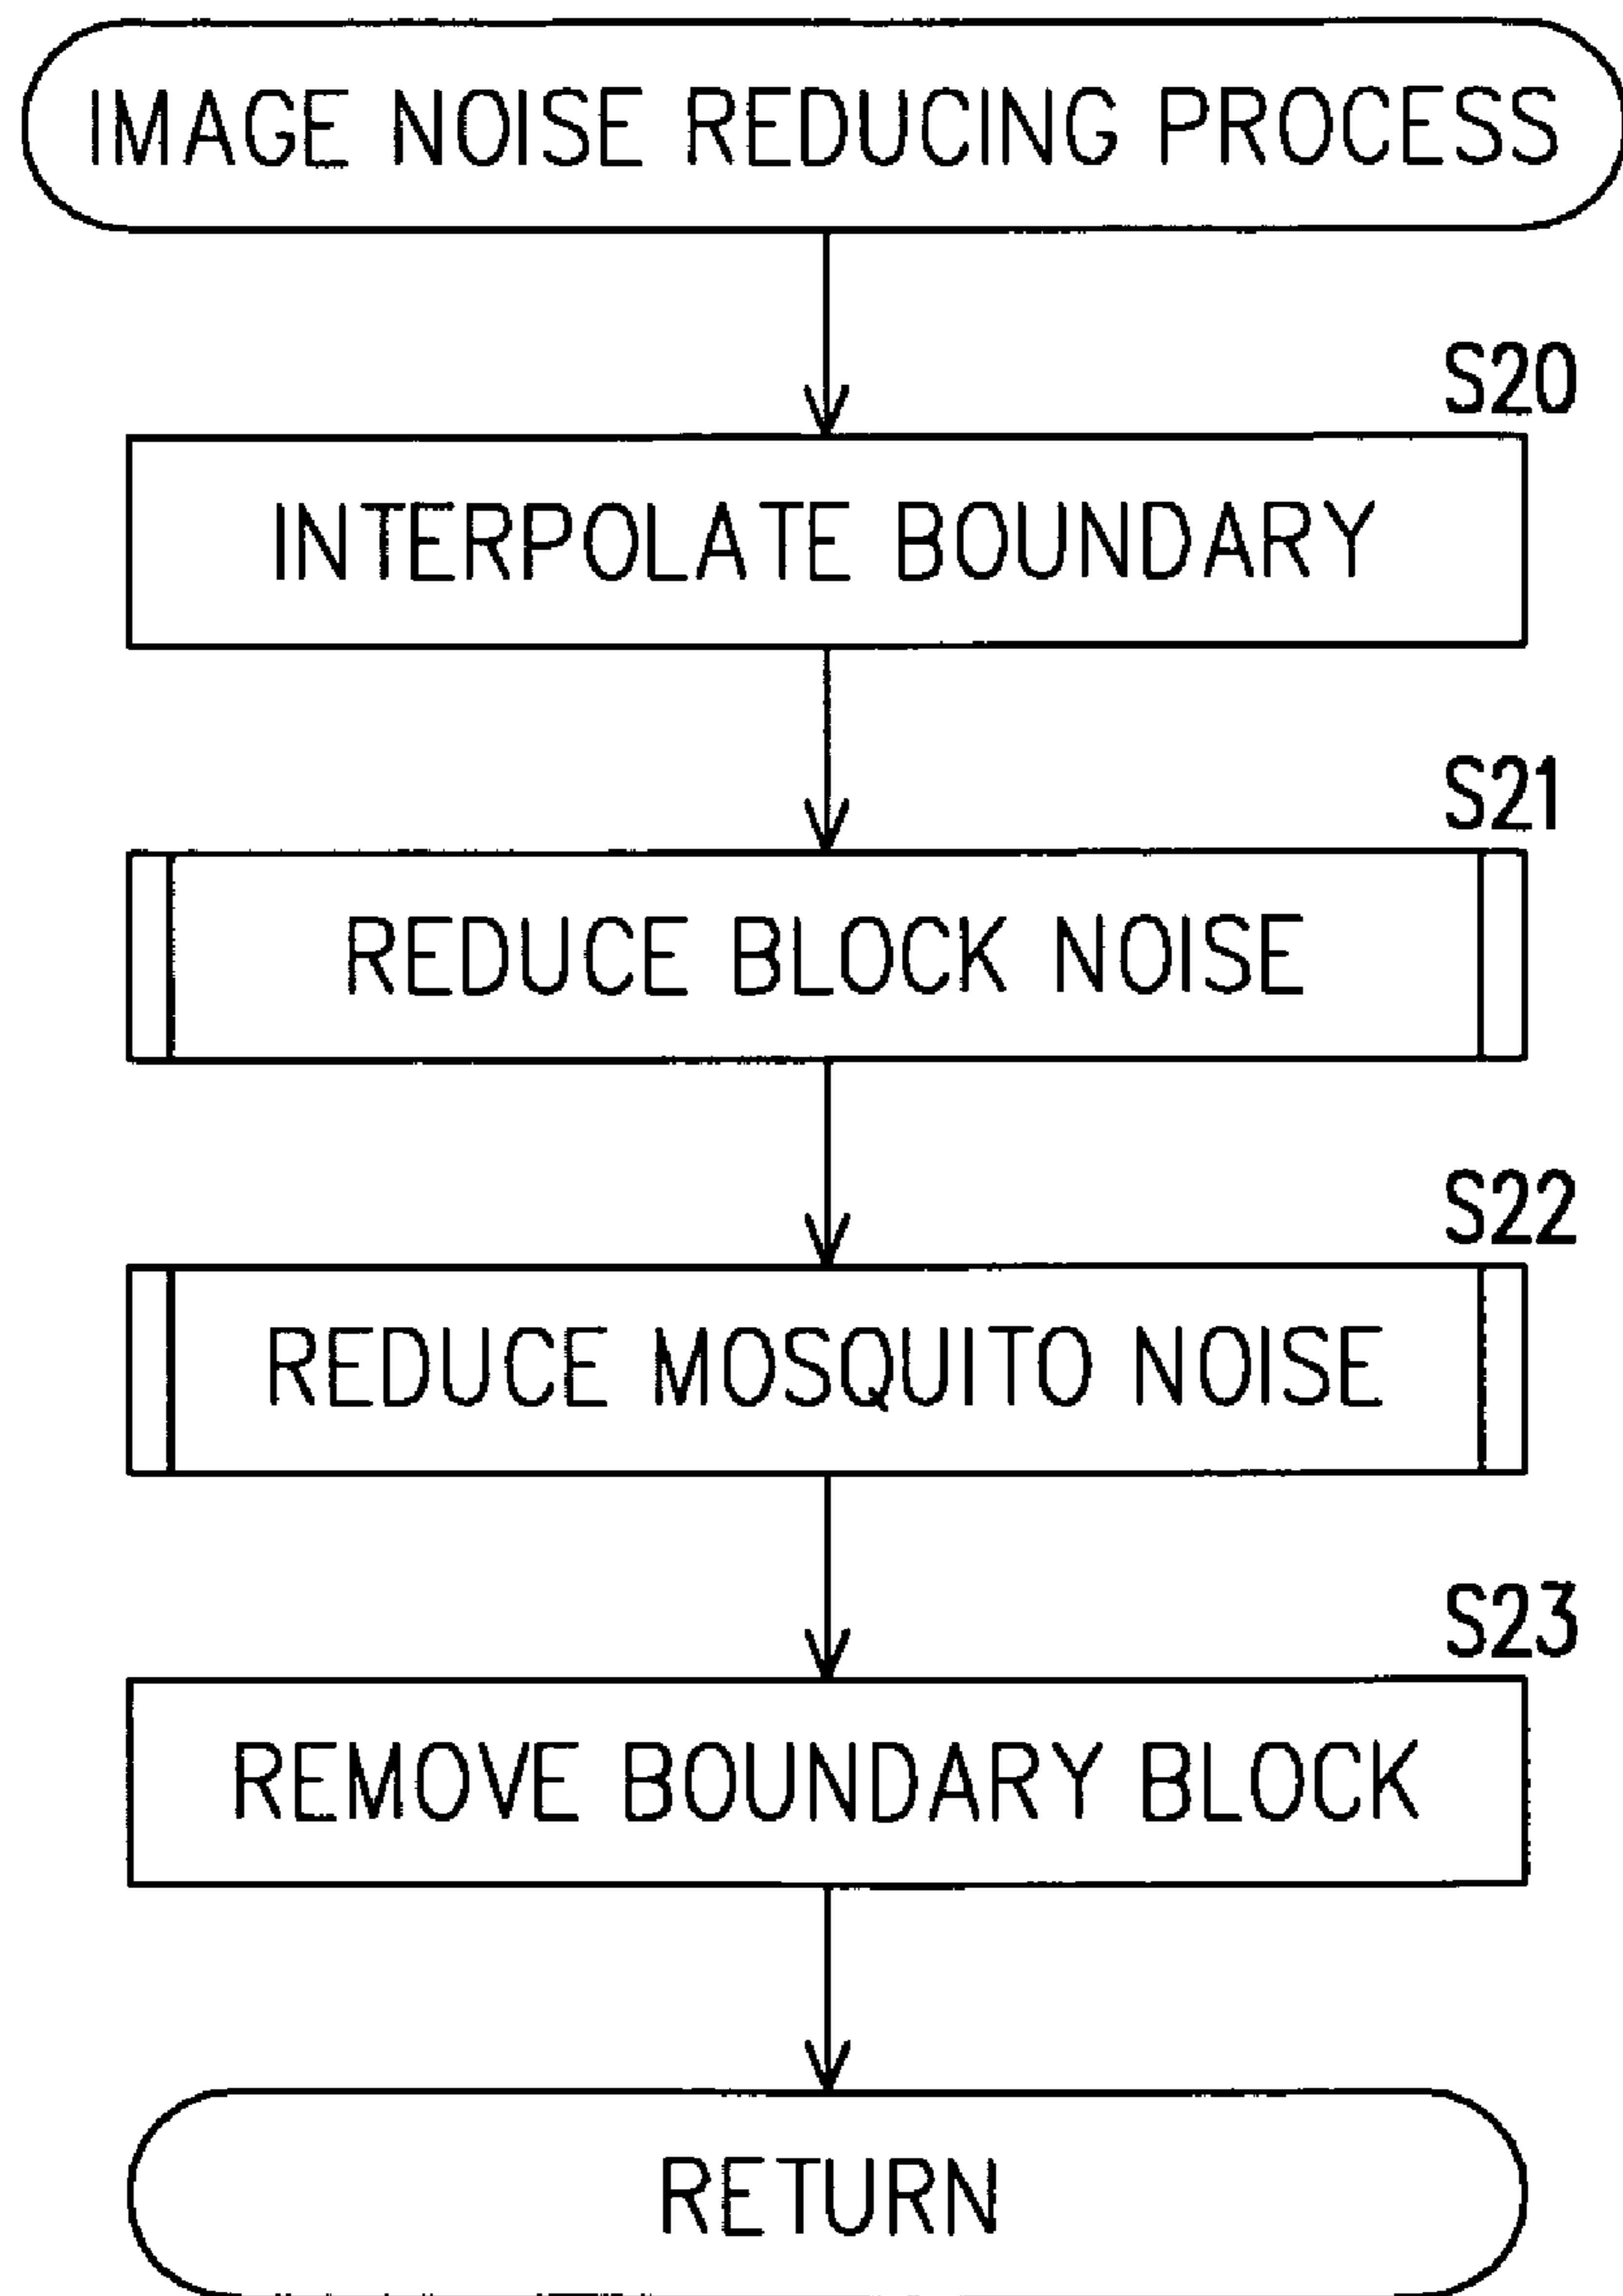 IMAGE NOISE REDUCING PROCESS
S20
INTERPOLATE BOUNDARY
S21
REDUCE BLOCK NOISE
S22
REDUCE MOSQUITO NOISE
S23
REMOVE BOUNDARY BLOCK
RETURN